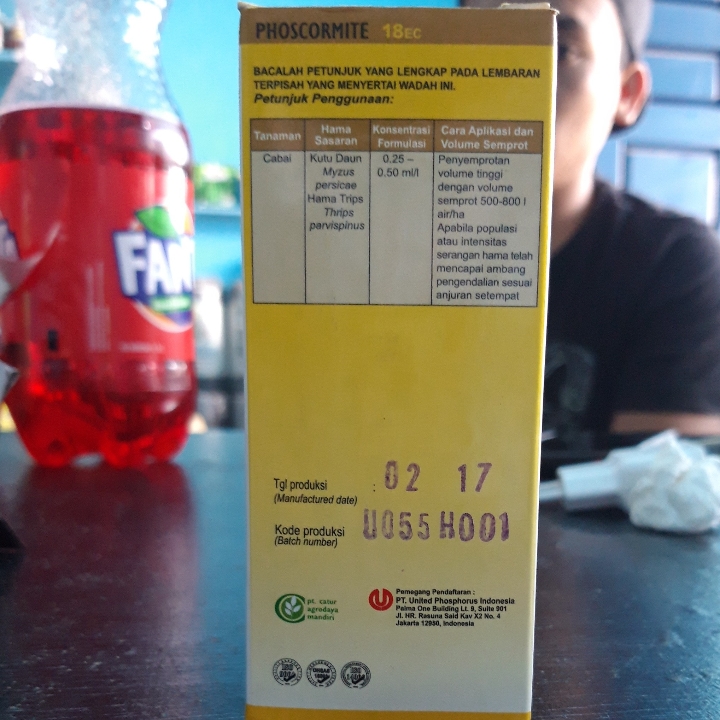 PHOSCORMITE 18EC
BACALAH PETUNJUK YANG LENGKAP PADA LEMBARAN
TERPISAH YANG MENYERTAI WADAH INI.
Petunjuk Penggunaan:
Tanaman
Hama
Sasaran
Konsentrasi
Formulasi
Cara Aplikasi dan
Volume Semprot
Cabai
Kutu Daun
Myzus
persicae
Hama Trips
Thrips
parvispinus
0.25 –
0.50 ml/l
Penyemprotan
volume tinggi
dengan volume
semprot 500-800 l
air/ha
Apabila populasi
atau intensitas
serangan hama telah
mencapai ambang
pengendalian sesuai
anjuran setempat
FANT
Tgl produksi : 02 17
(Manufactured date)
Kode produksi U055H001
(Batch number)
pt. catur
agrodaya
mandiri
Pemegang Pendaftaran :
PT. United Phosphorus Indonesia
Palma One Building Lt. 9, Suite 901
Jl. HR. Rasuna Said Kav X2 No. 4
Jakarta 12950, Indonesia